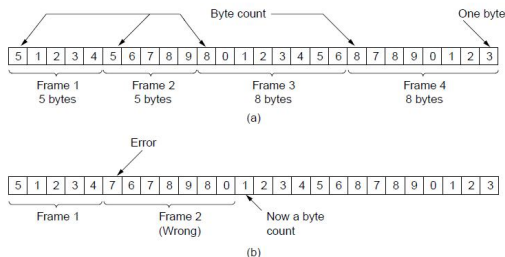 Byte count One byte
5 1 2 3 4 5 6 7 8 9 8 0 1 2 3 4 5 6 8 7 8 9 0 1 2 3
Frame 1 Frame 2 Frame 3 Frame 4
5 bytes 5 bytes 8 bytes 8 bytes
(a)
Error
5 1 2 3 4 7 6 7 8 9 8 0 1 2 3 4 5 6 8 7 8 9 0 1 2 3
Frame 1 Frame 2 Now a byte
(Wrong) count
(b)